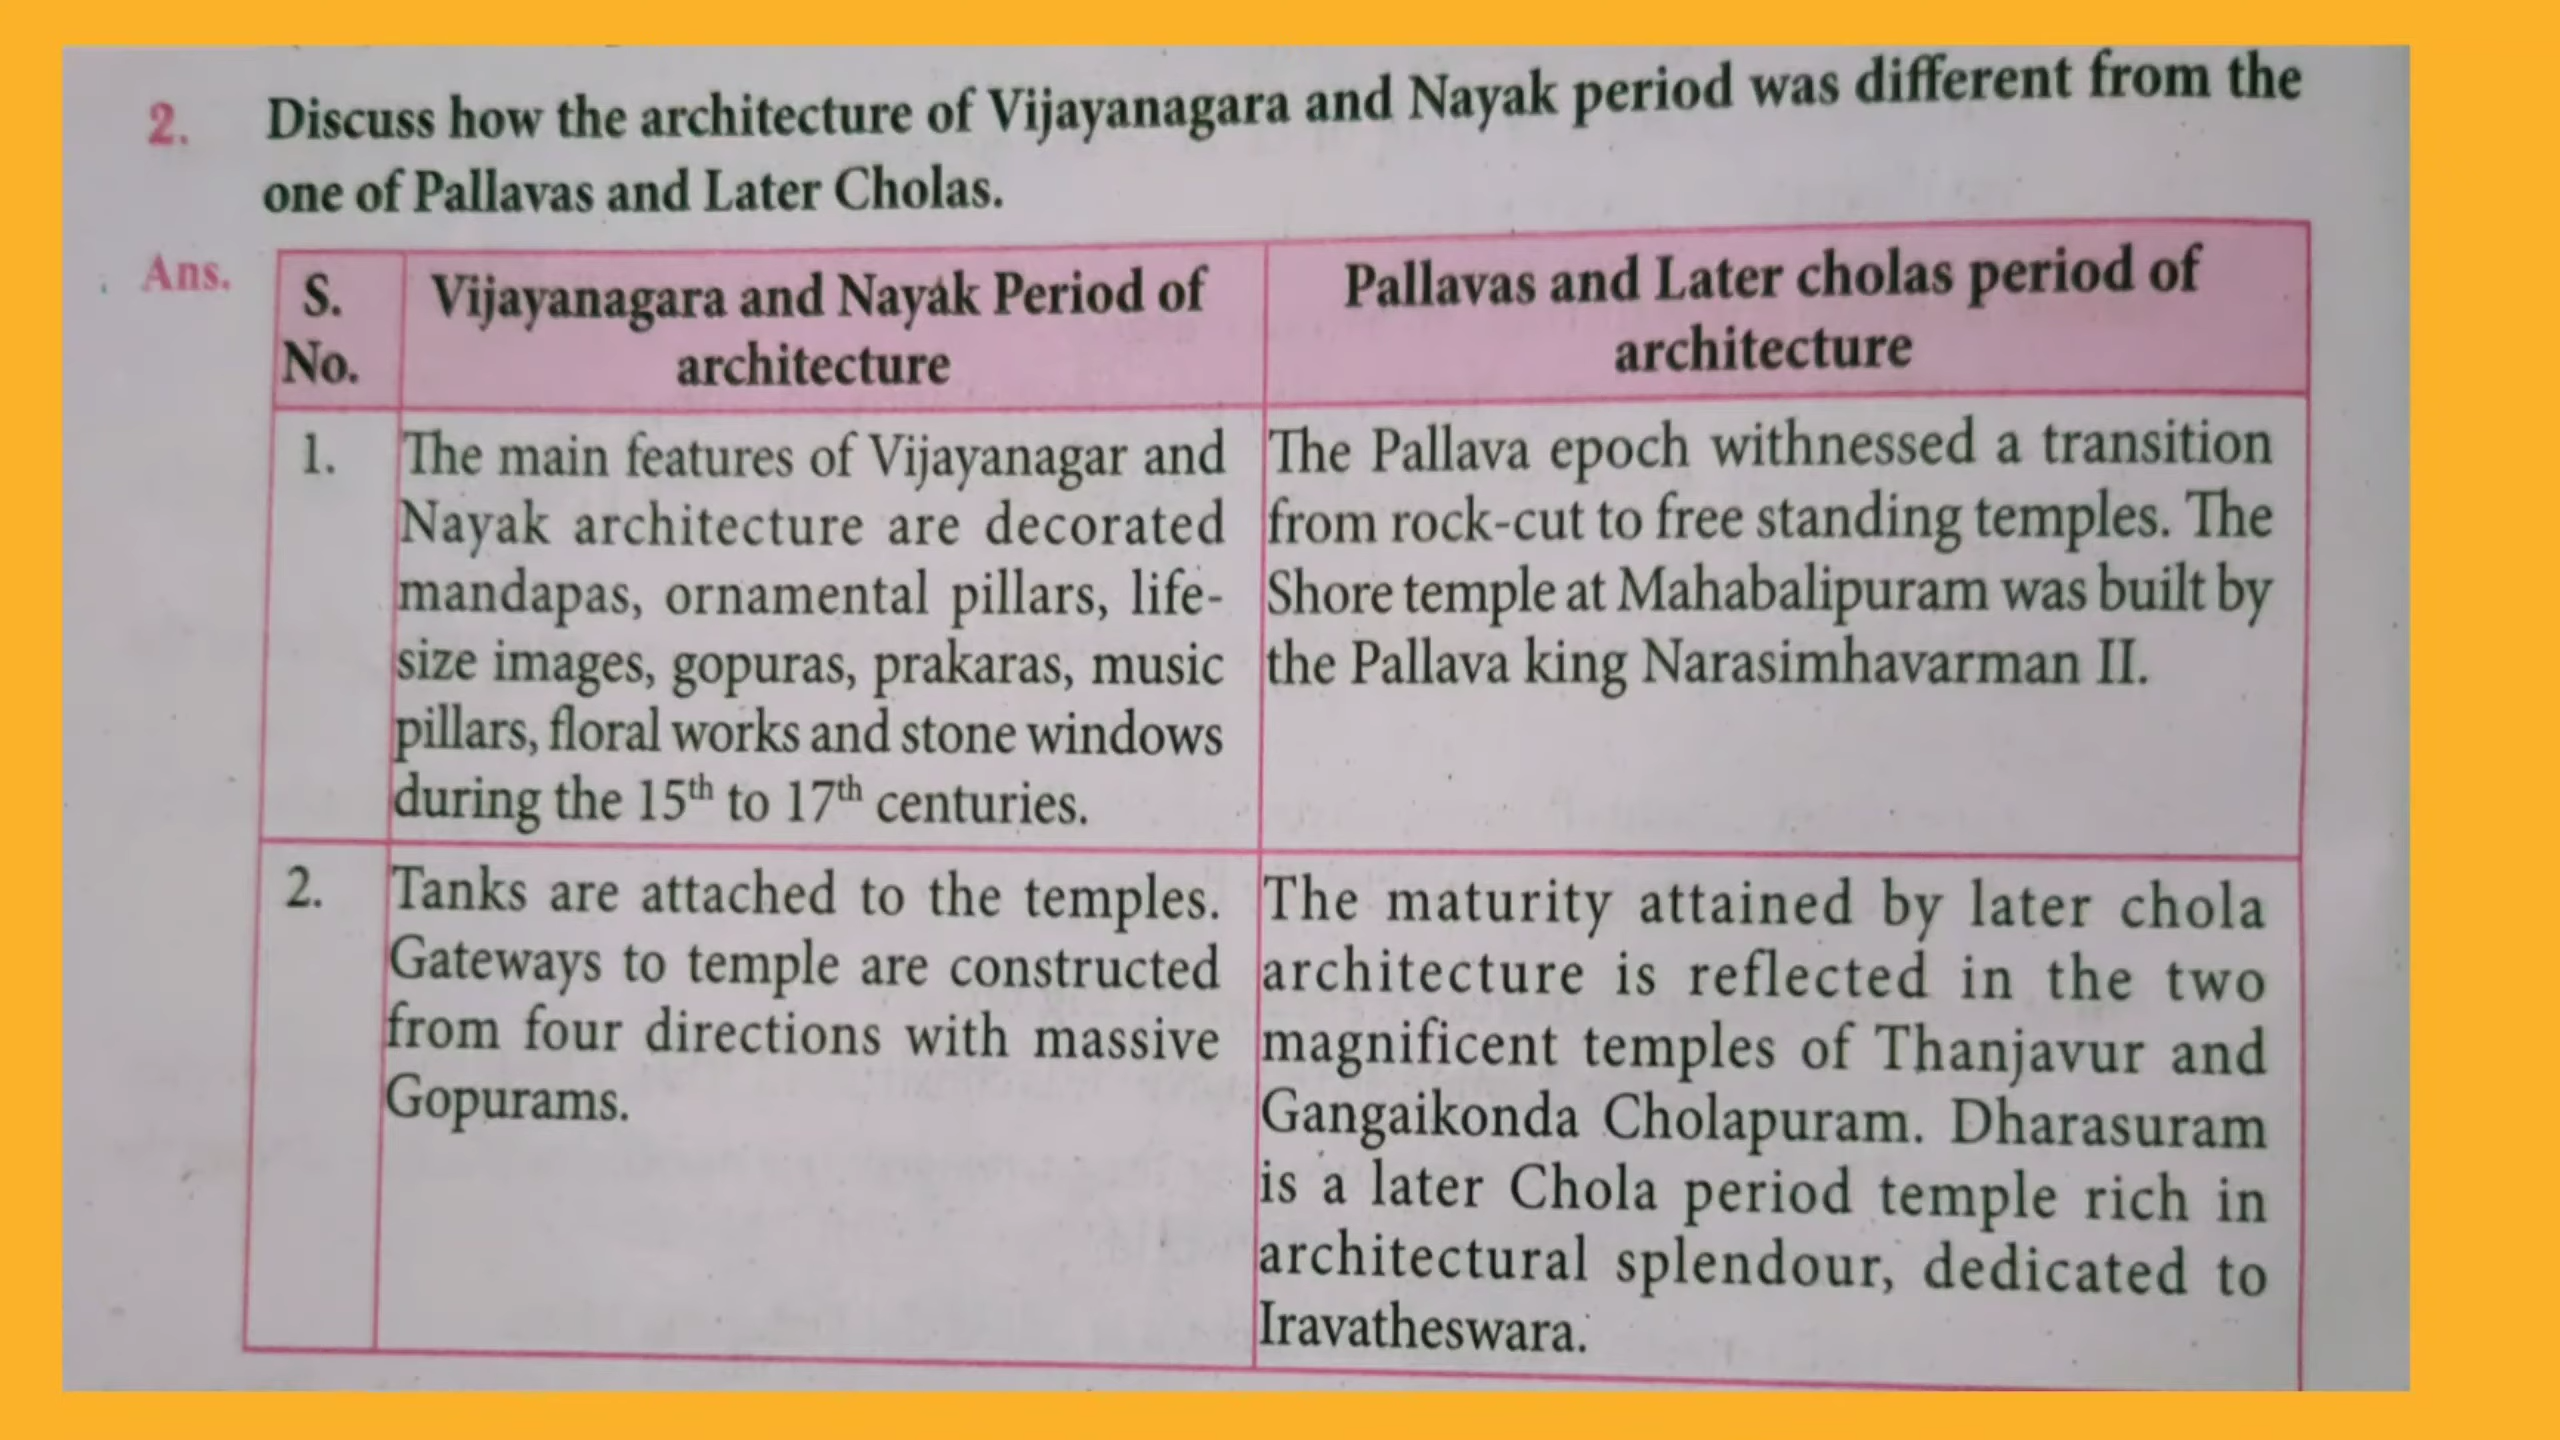 2. Discuss how the architecture of Vijayanagara and Nayak period was different from the
one of Pallavas and Later Cholas.
Ans.
S.
No.
Vijayanagara and Nayak Period of
architecture
Pallavas and Later cholas period of
architecture
1.
The main features of Vijayanagar and
Nayak architecture are decorated
mandapas, ornamental pillars, life-
size images, gopuras, prakaras, music
pillars, floral works and stone windows
during the 15th to 17th centuries.
The Pallava epoch withnessed a transition
from rock-cut to free standing temples. The
Shore temple at Mahabalipuram was built by
the Pallava king Narasimhavarman II.
2.
Tanks are attached to the temples.
Gateways to temple are constructed
from four directions with massive
Gopurams.
The maturity attained by later chola
architecture is reflected in the two
magnificent temples of Thanjavur and
Gangaikonda Cholapuram. Dharasuram
is a later Chola period temple rich in
architectural splendour, dedicated to
Iravatheswara.